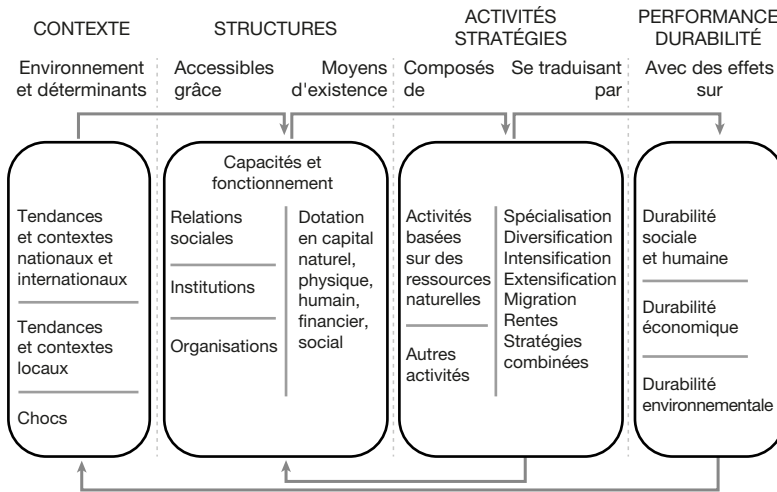 CONTEXTE
Environnement
et déterminants
STRUCTURES
Accessibles
grâce
Moyens
d'existence
ACTIVITÉS
STRATÉGIES
Composés
de
Se traduisant
par
PERFORMANCE
DURABILITÉ
Avec des effets
sur
Tendances
et contextes
nationaux et
internationaux
Tendances
et contextes
locaux
Chocs
Capacités et
fonctionnement
Relations
sociales
Institutions
Organisations
Dotation
en capital
naturel,
physique,
humain,
financier,
social
Activités
basées
sur des
ressources
naturelles
Autres
activités
Spécialisation
Diversification
Intensification
Extensification
Migration
Rentes
Stratégies
combinées
Durabilité
sociale
et humaine
Durabilité
économique
Durabilité
environnementale